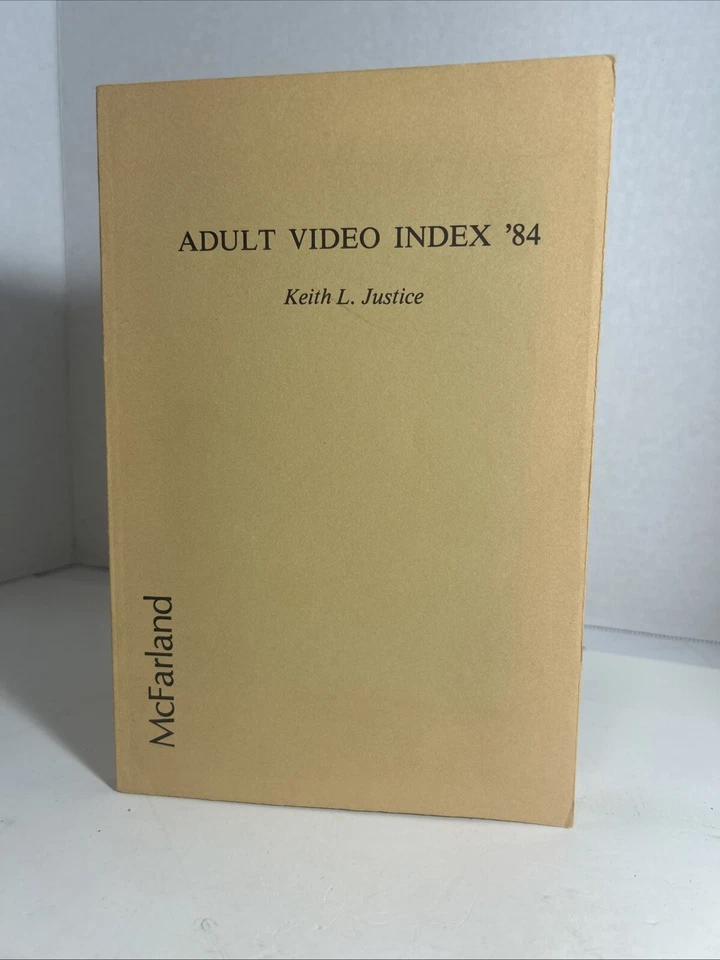 ADULT VIDEO INDEX ’84
Keith L. Justice
McFarland